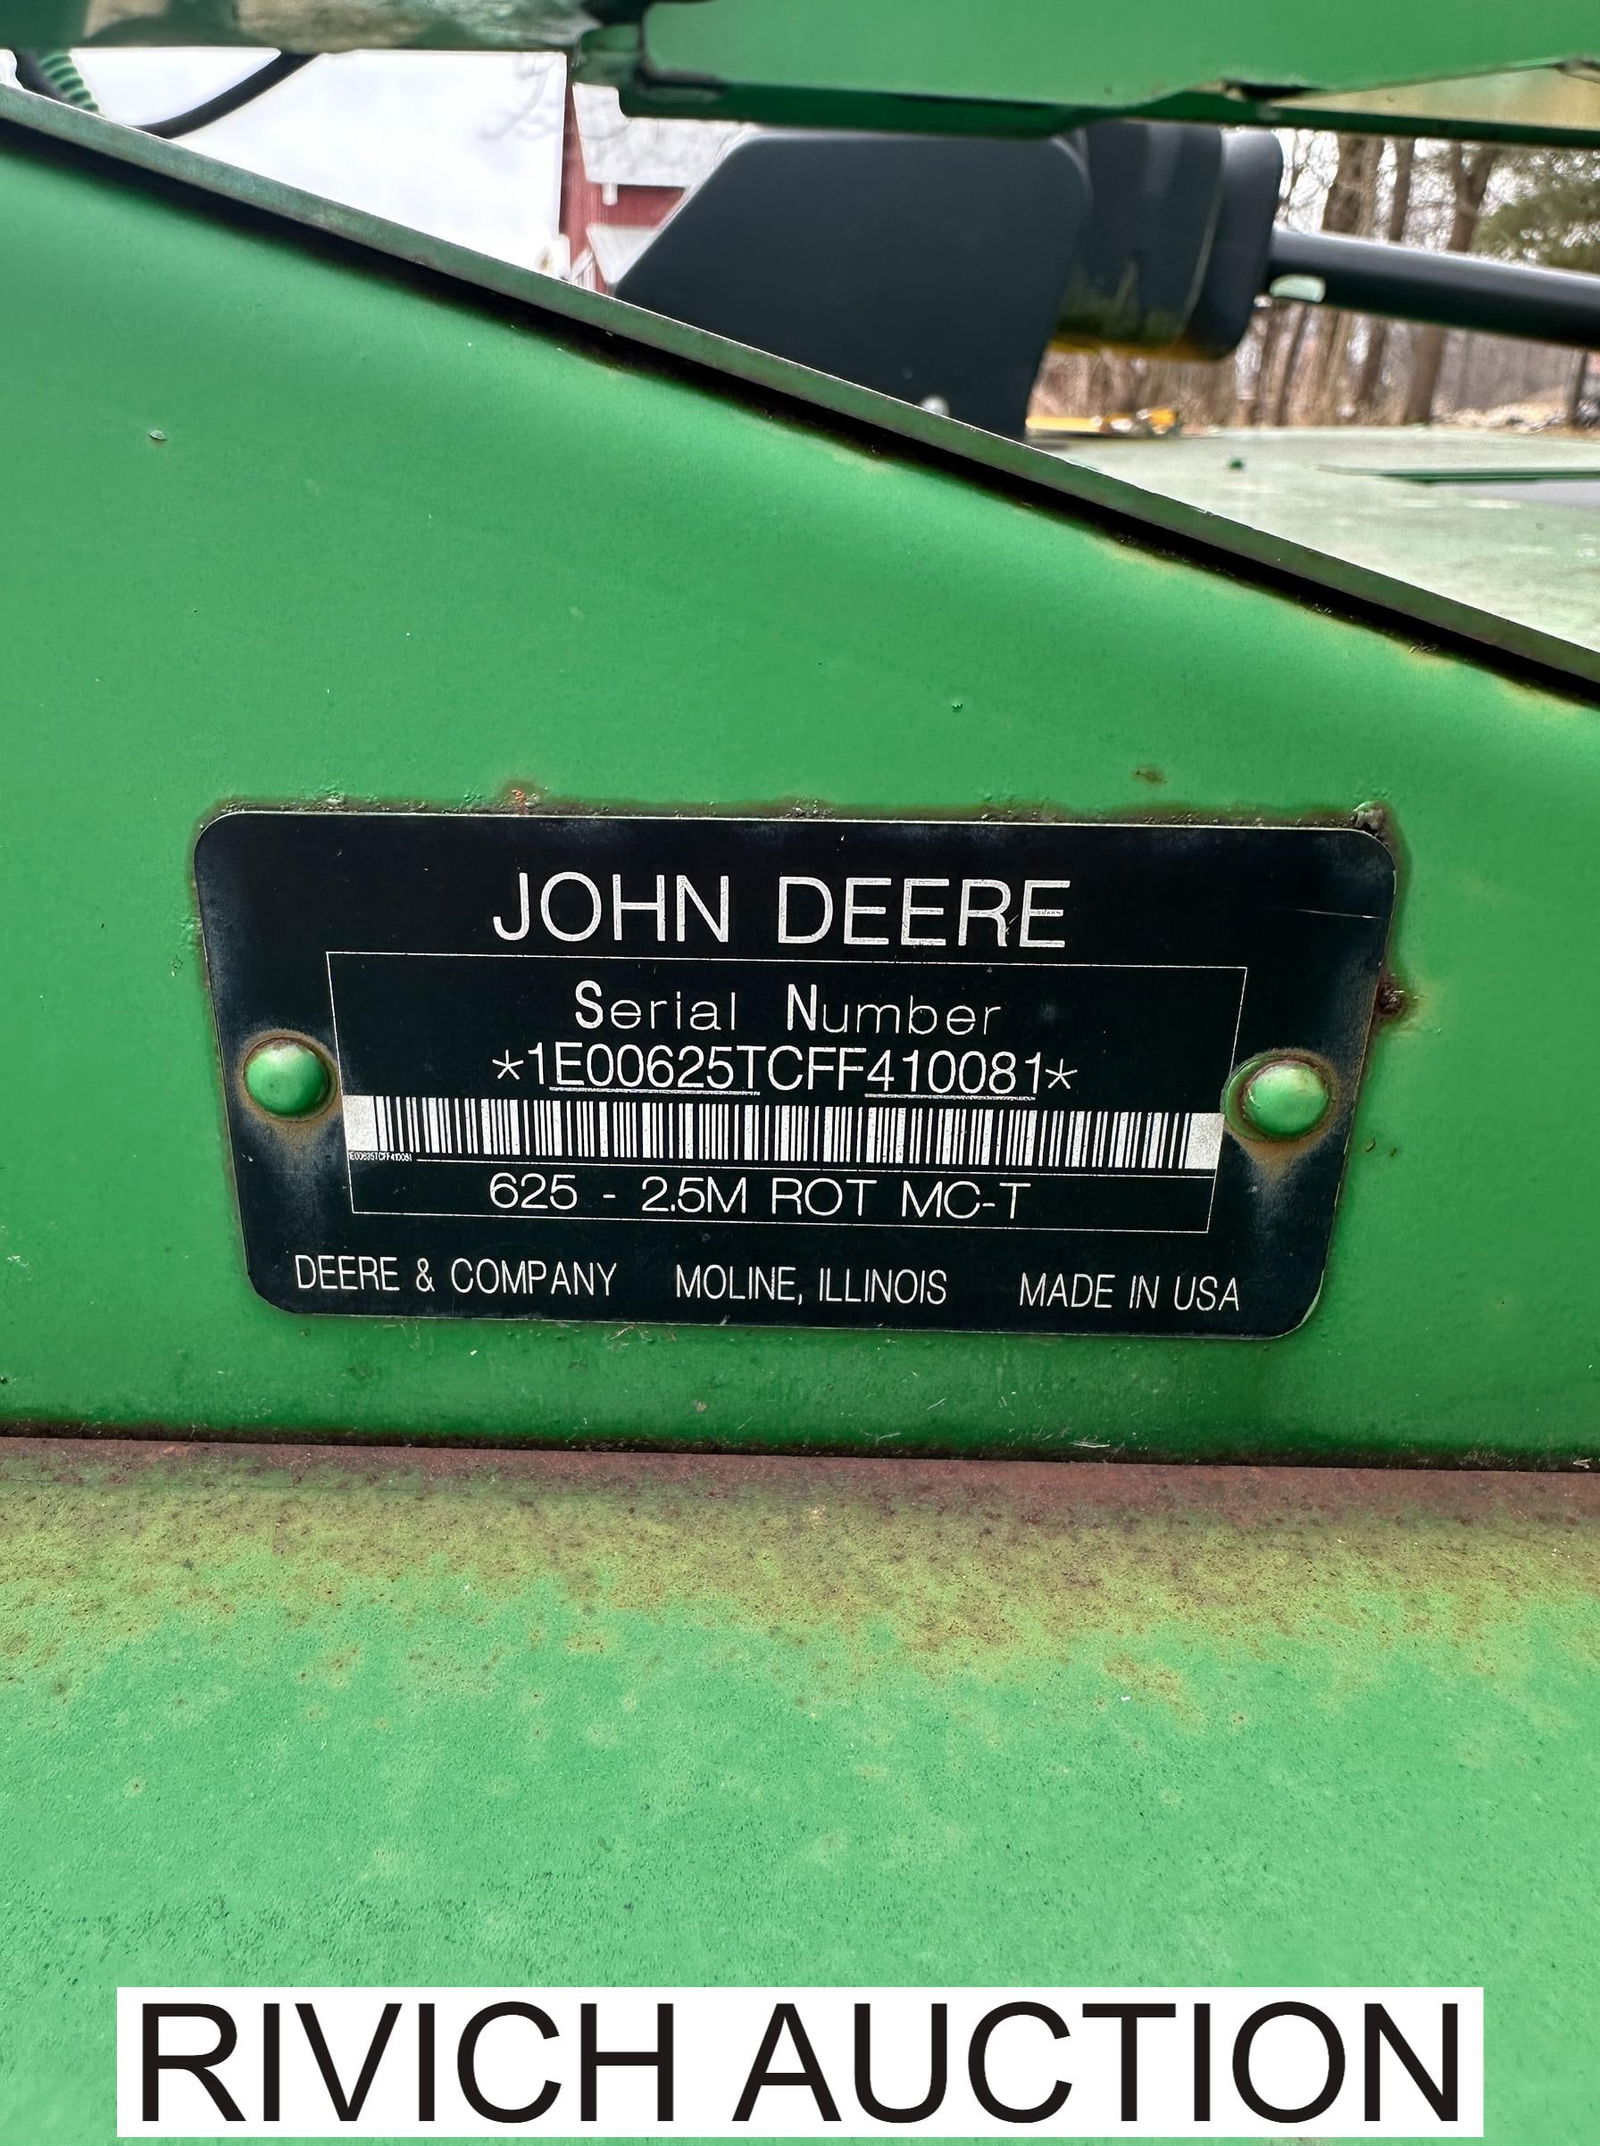 JOHN DEERE
Serial Number
*1E00625TCFF410081*
1E00625TCFF410081
625 - 2.5M ROT MC-T
DEERE & COMPANY MOLINE, ILLINOIS MADE IN USA
RIVICH AUCTION